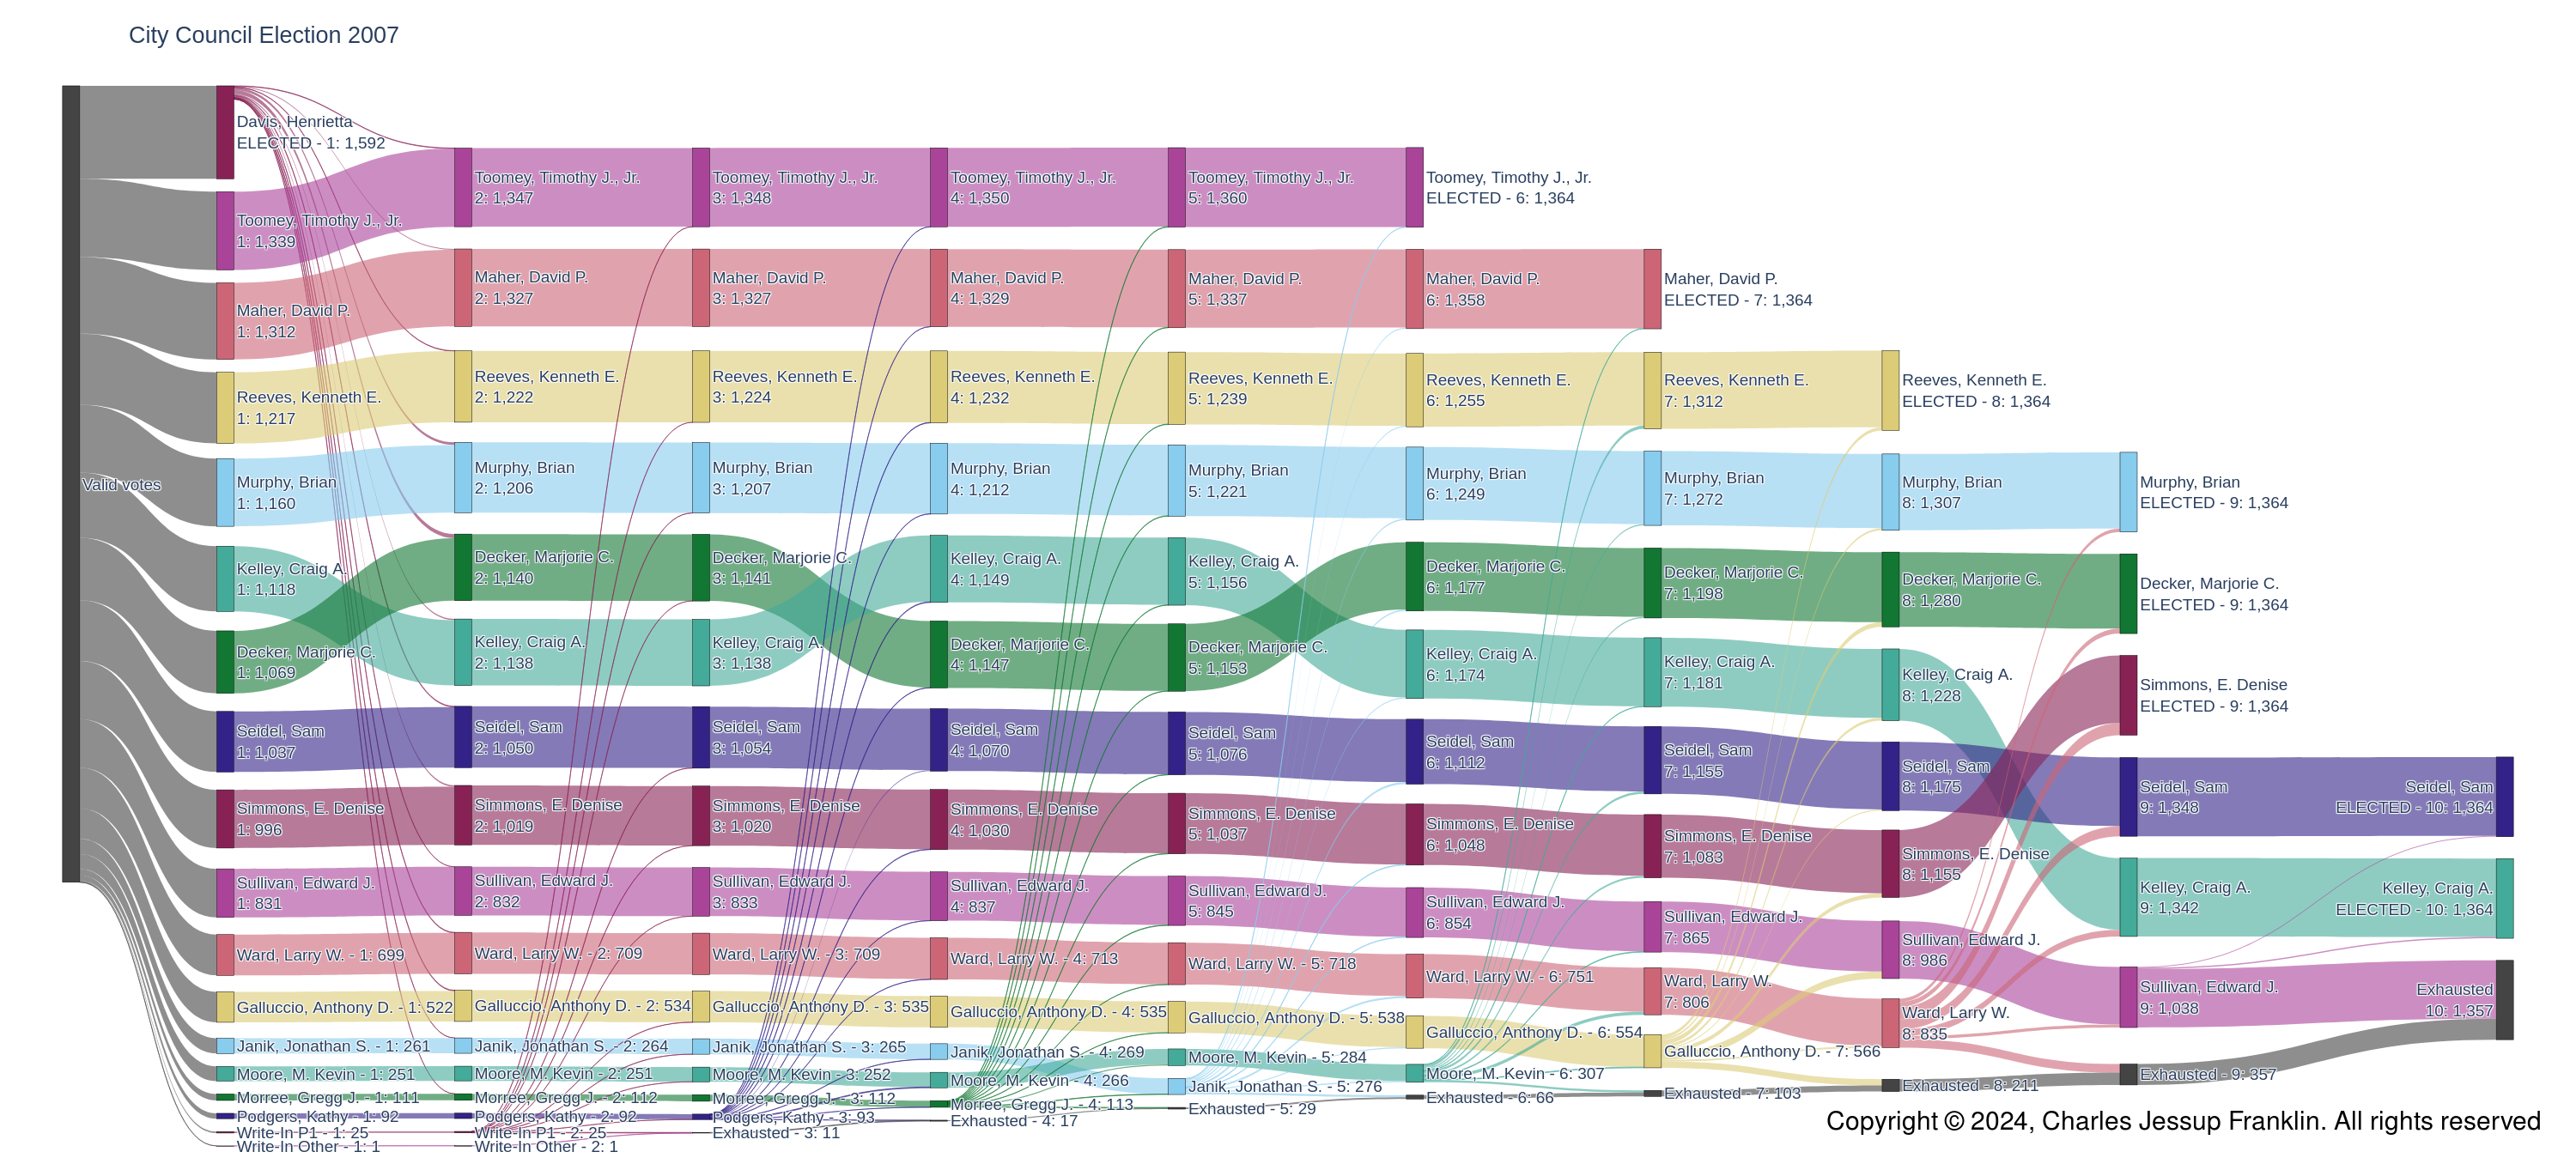 City Council Election 2007
Valid votes
Davis, Henrietta
ELECTED - 1: 1,592
Toomey, Timothy J., Jr.
1: 1,339
Maher, David P.
1: 1,312
Reeves, Kenneth E.
1: 1,217
Murphy, Brian
1: 1,160
Kelley, Craig A.
1: 1,118
Decker, Marjorie C.
1: 1,069
Seidel, Sam
1: 1,037
Simmons, E. Denise
1: 996
Sullivan, Edward J.
1: 831
Ward, Larry W. - 1: 699
Galluccio, Anthony D. - 1: 522
Janik, Jonathan S. - 1: 261
Moore, M. Kevin - 1: 251
Morree, Gregg J. - 1: 111
Podgers, Kathy - 1: 92
Write-In P1 - 1: 25
Write-In Other - 1: 1
Toomey, Timothy J., Jr.
2: 1,347
Maher, David P.
2: 1,327
Reeves, Kenneth E.
2: 1,222
Murphy, Brian
2: 1,206
Decker, Marjorie C.
2: 1,140
Kelley, Craig A.
2: 1,138
Seidel, Sam
2: 1,050
Simmons, E. Denise
2: 1,019
Sullivan, Edward J.
2: 832
Ward, Larry W. - 2: 709
Galluccio, Anthony D. - 2: 534
Janik, Jonathan S. - 2: 264
Moore, M. Kevin - 2: 251
Morree, Gregg J. - 2: 112
Podgers, Kathy - 2: 92
Write-In P1 - 2: 25
Write-In Other - 2: 1
Toomey, Timothy J., Jr.
3: 1,348
Maher, David P.
3: 1,327
Reeves, Kenneth E.
3: 1,224
Murphy, Brian
3: 1,207
Decker, Marjorie C.
3: 1,141
Kelley, Craig A.
3: 1,138
Seidel, Sam
3: 1,054
Simmons, E. Denise
3: 1,020
Sullivan, Edward J.
3: 833
Ward, Larry W. - 3: 709
Galluccio, Anthony D. - 3: 535
Janik, Jonathan S. - 3: 265
Moore, M. Kevin - 3: 252
Morree, Gregg J. - 3: 112
Podgers, Kathy - 3: 93
Exhausted - 3: 11
Toomey, Timothy J., Jr.
4: 1,350
Maher, David P.
4: 1,329
Reeves, Kenneth E.
4: 1,232
Murphy, Brian
4: 1,212
Kelley, Craig A.
4: 1,149
Decker, Marjorie C.
4: 1,147
Seidel, Sam
4: 1,070
Simmons, E. Denise
4: 1,030
Sullivan, Edward J.
4: 837
Ward, Larry W. - 4: 713
Galluccio, Anthony D. - 4: 535
Janik, Jonathan S. - 4: 269
Moore, M. Kevin - 4: 266
Morree, Gregg J. - 4: 113
Exhausted - 4: 17
Toomey, Timothy J., Jr.
5: 1,360
Maher, David P.
5: 1,337
Reeves, Kenneth E.
5: 1,239
Murphy, Brian
5: 1,221
Kelley, Craig A.
5: 1,156
Decker, Marjorie C.
5: 1,153
Seidel, Sam
5: 1,076
Simmons, E. Denise
5: 1,037
Sullivan, Edward J.
5: 845
Ward, Larry W. - 5: 718
Galluccio, Anthony D. - 5: 538
Moore, M. Kevin - 5: 284
Janik, Jonathan S. - 5: 276
Exhausted - 5: 29
Toomey, Timothy J., Jr.
ELECTED - 6: 1,364
Maher, David P.
6: 1,358
Reeves, Kenneth E.
6: 1,255
Murphy, Brian
6: 1,249
Decker, Marjorie C.
6: 1,177
Kelley, Craig A.
6: 1,174
Seidel, Sam
6: 1,112
Simmons, E. Denise
6: 1,048
Sullivan, Edward J.
6: 854
Ward, Larry W. - 6: 751
Galluccio, Anthony D. - 6: 554
Moore, M. Kevin - 6: 307
Exhausted - 6: 66
Maher, David P.
ELECTED - 7: 1,364
Reeves, Kenneth E.
7: 1,312
Murphy, Brian
7: 1,272
Decker, Marjorie C.
7: 1,198
Kelley, Craig A.
7: 1,181
Seidel, Sam
7: 1,155
Simmons, E. Denise
7: 1,083
Sullivan, Edward J.
7: 865
Ward, Larry W.
7: 806
Galluccio, Anthony D. - 7: 566
Exhausted - 7: 103
Reeves, Kenneth E.
ELECTED - 8: 1,364
Murphy, Brian
8: 1,307
Decker, Marjorie C.
8: 1,280
Kelley, Craig A.
8: 1,228
Seidel, Sam
8: 1,175
Simmons, E. Denise
8: 1,155
Sullivan, Edward J.
8: 986
Ward, Larry W.
8: 835
Exhausted - 8: 211
Murphy, Brian
ELECTED - 9: 1,364
Decker, Marjorie C.
ELECTED - 9: 1,364
Simmons, E. Denise
ELECTED - 9: 1,364
Seidel, Sam
9: 1,348
Kelley, Craig A.
9: 1,342
Sullivan, Edward J.
9: 1,038
Exhausted - 9: 357
Seidel, Sam
ELECTED - 10: 1,364
Kelley, Craig A.
ELECTED - 10: 1,364
Exhausted
10: 1,357
Copyright © 2024, Charles Jessup Franklin. All rights reserved